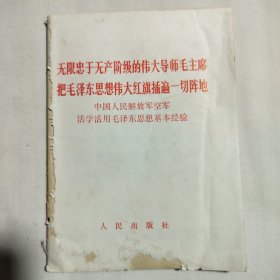 无限忠于无产阶级的伟大导师毛主席
把毛泽东思想伟大红旗插遍一切阵地
中国人民解放军空军
活学活用毛泽东思想基本经验
人民出版社